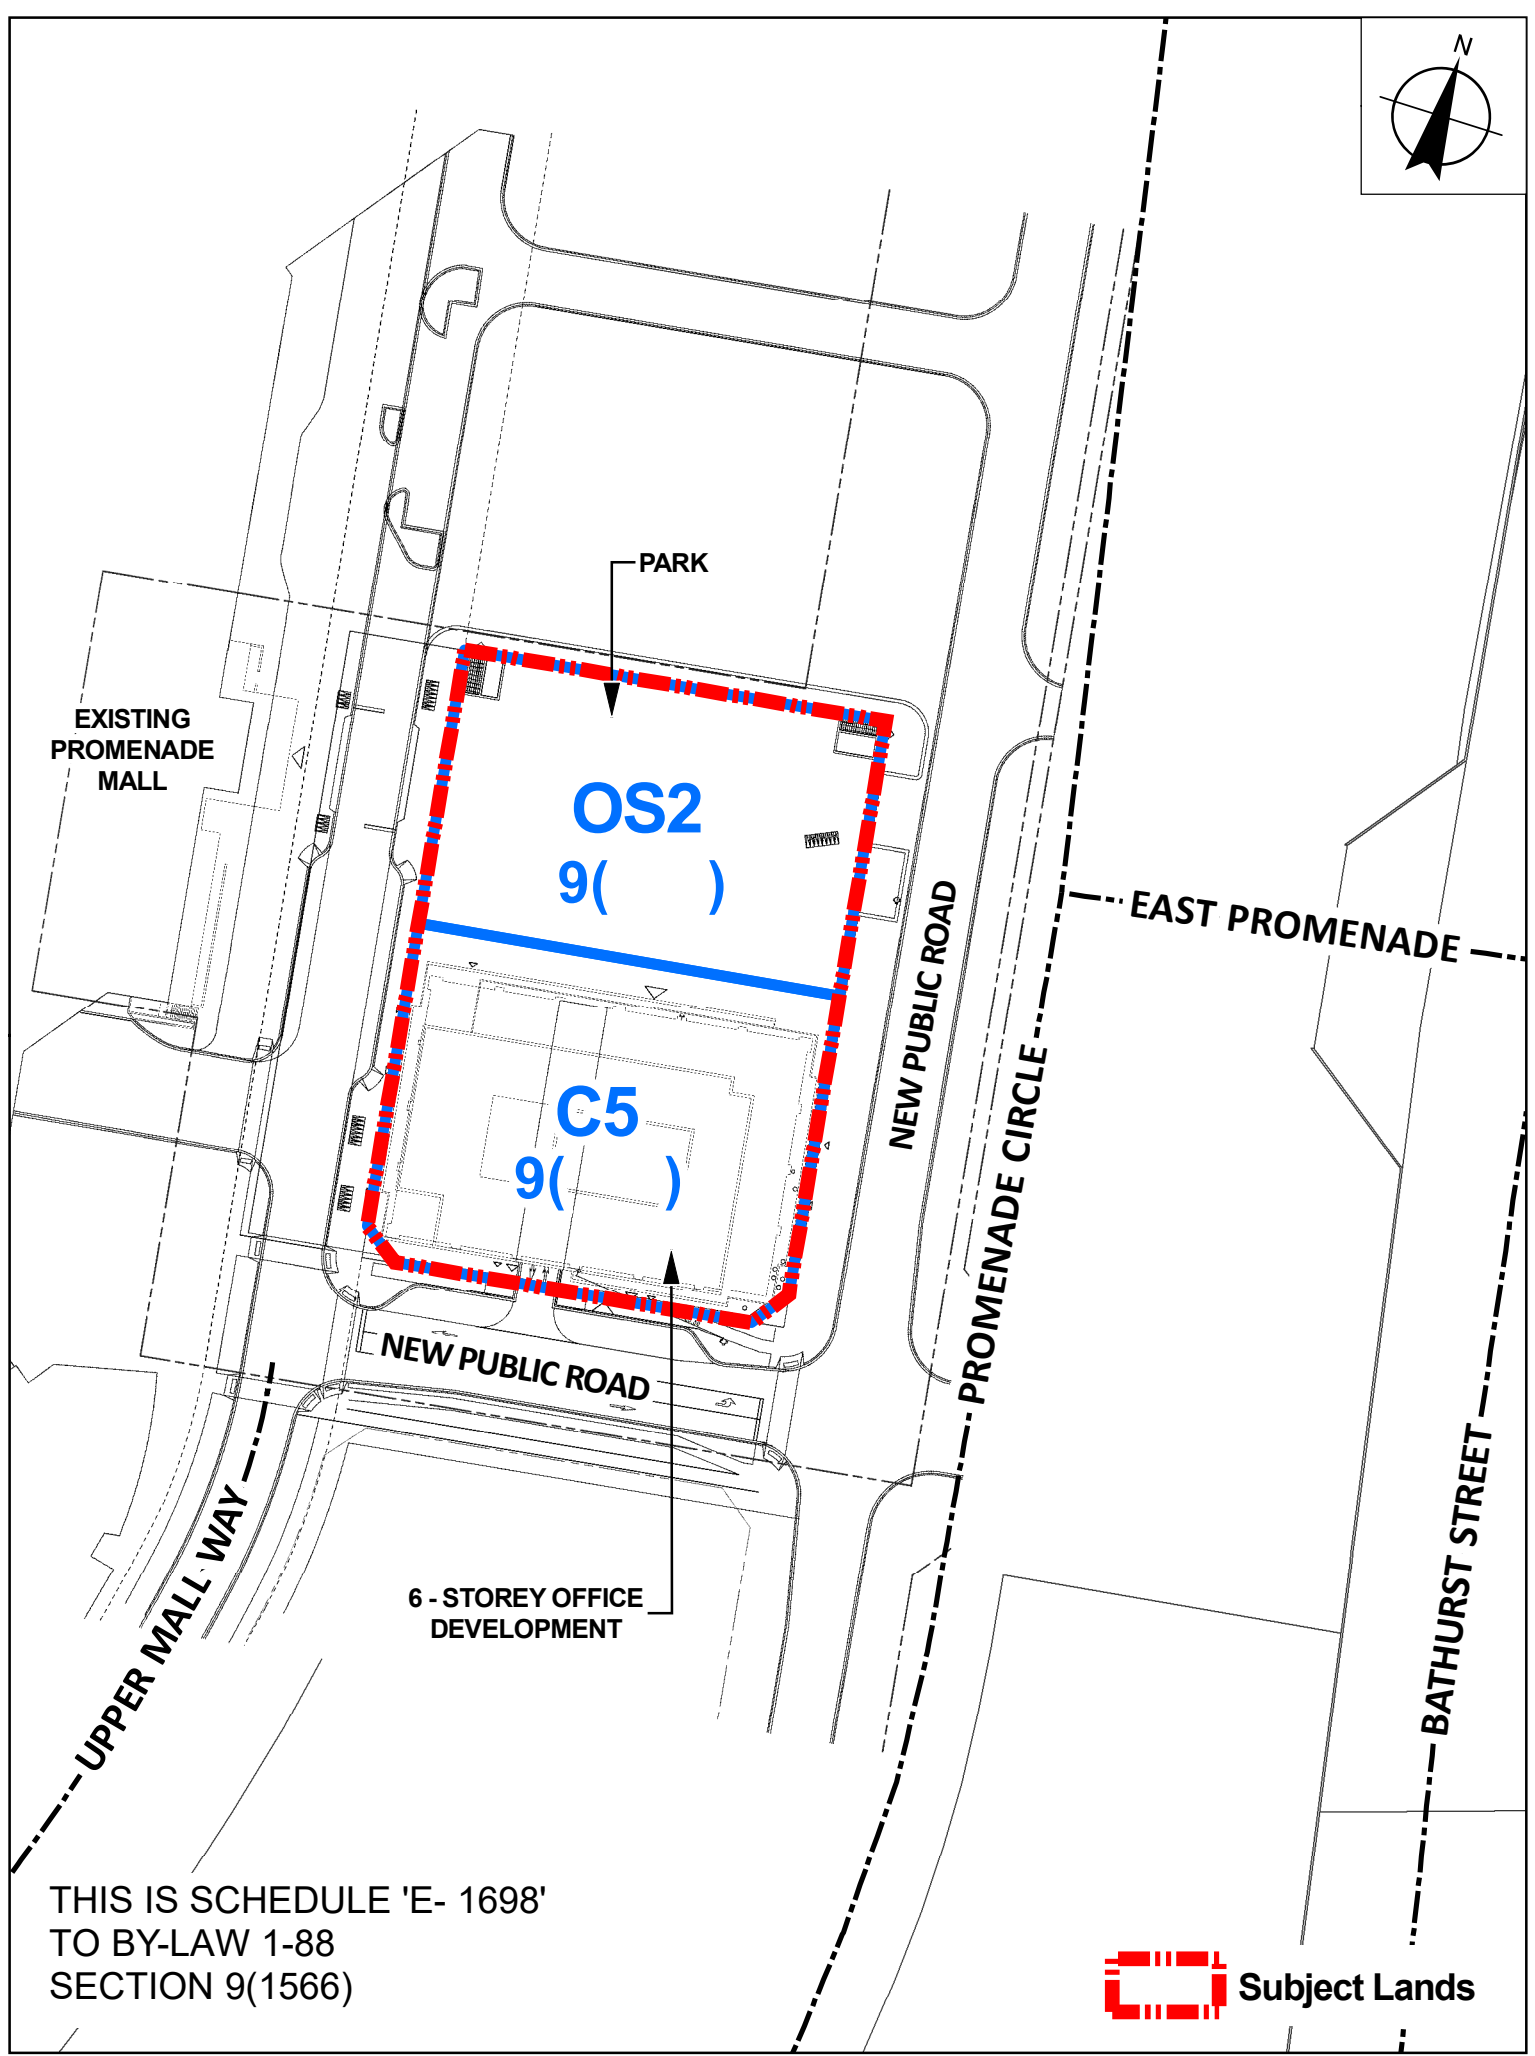 N
PARK
EXISTING
PROMENADE
MALL
OS2
9( )
EAST PROMENADE
NEW PUBLIC ROAD
PROMENADE CIRCLE
C5
9( )
NEW PUBLIC ROAD
UPPER MALL WAY
BATHURST STREET
6 - STOREY OFFICE
DEVELOPMENT
THIS IS SCHEDULE 'E- 1698'
TO BY-LAW 1-88
SECTION 9(1566)
Subject Lands